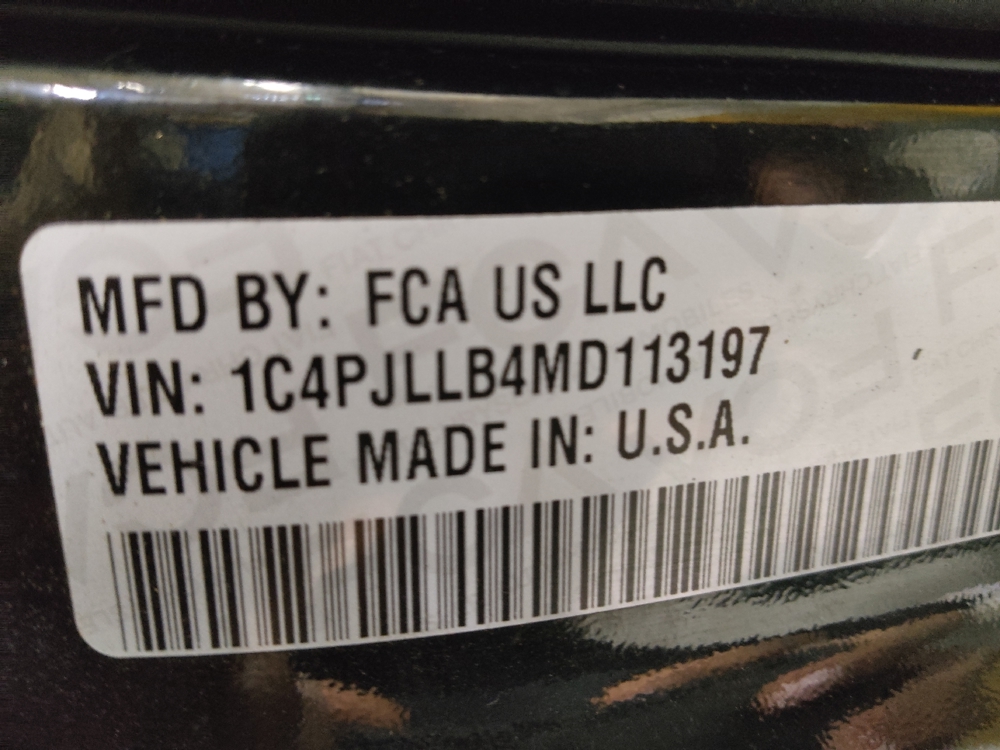 MFD BY: FCA US LLC
VIN: 1C4PJLLB4MD113197
VEHICLE MADE IN: U.S.A.